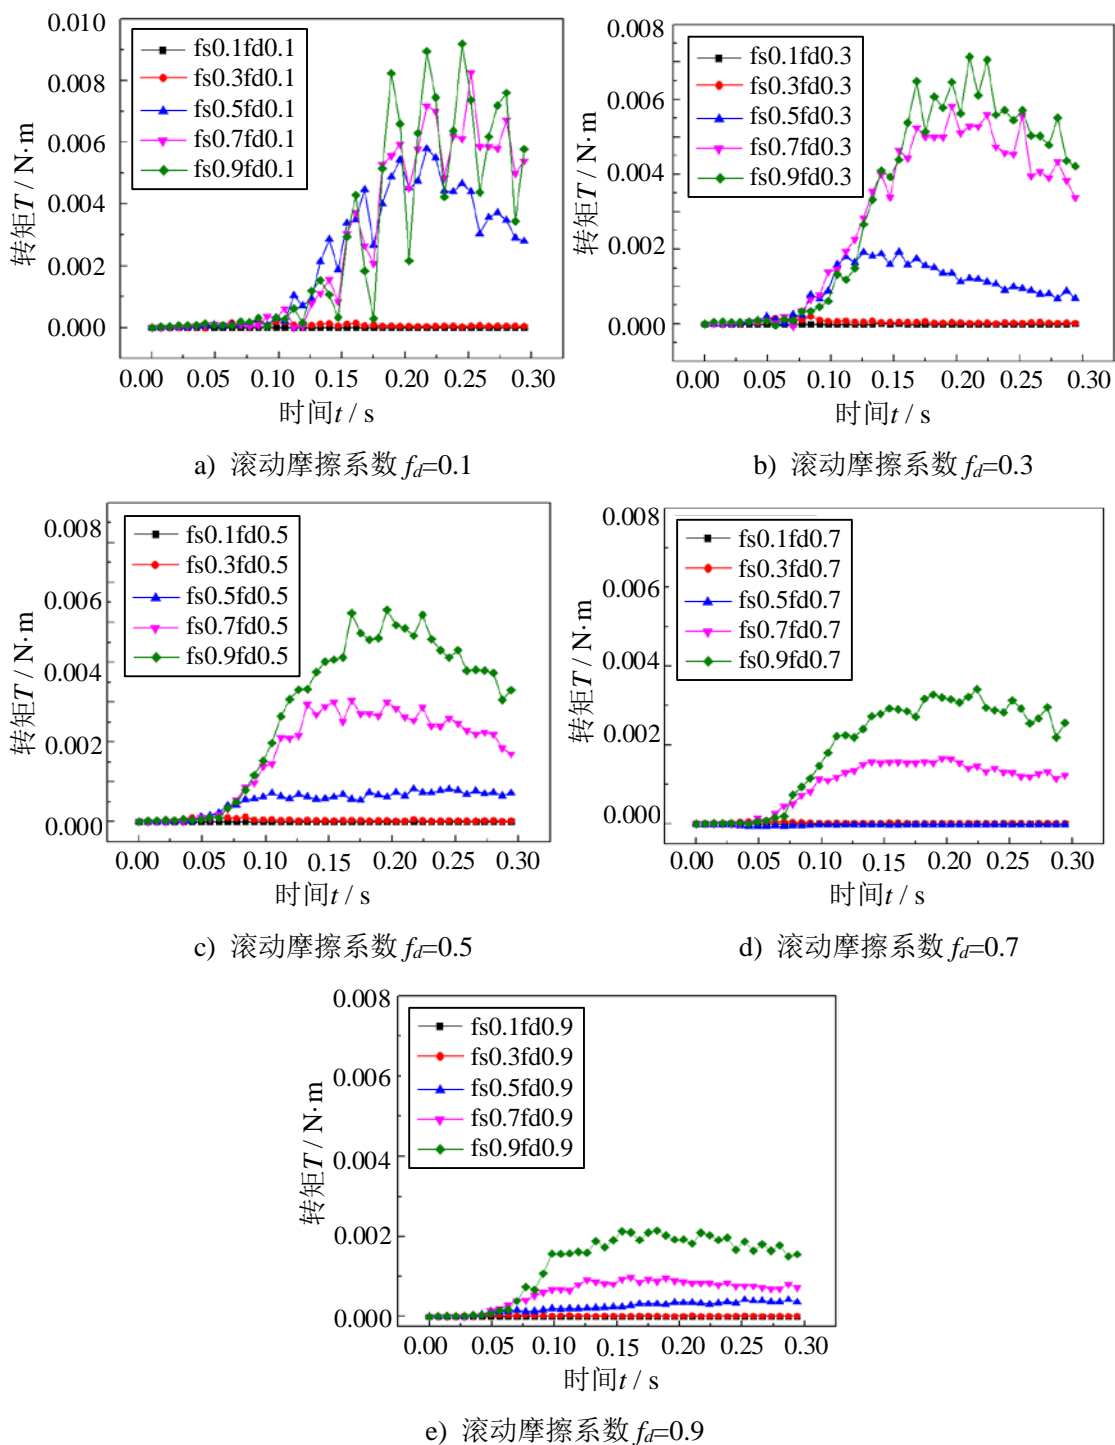 0.010
0.008
0.006
0.004
0.002
0.000
转矩T / N·m
fs0.1fd0.1
fs0.3fd0.1
fs0.5fd0.1
fs0.7fd0.1
fs0.9fd0.1
0.00 0.05 0.10 0.15 0.20 0.25 0.30
时间t / s
a) 滚动摩擦系数 fd=0.1
0.008
0.006
0.004
0.002
0.000
转矩T / N·m
fs0.1fd0.3
fs0.3fd0.3
fs0.5fd0.3
fs0.7fd0.3
fs0.9fd0.3
0.00 0.05 0.10 0.15 0.20 0.25 0.30
时间t / s
b) 滚动摩擦系数 fd=0.3
0.008
0.006
0.004
0.002
0.000
转矩T / N·m
fs0.1fd0.5
fs0.3fd0.5
fs0.5fd0.5
fs0.7fd0.5
fs0.9fd0.5
0.00 0.05 0.10 0.15 0.20 0.25 0.30
时间t / s
c) 滚动摩擦系数 fd=0.5
0.008
0.006
0.004
0.002
0.000
转矩T / N·m
fs0.1fd0.7
fs0.3fd0.7
fs0.5fd0.7
fs0.7fd0.7
fs0.9fd0.7
0.00 0.05 0.10 0.15 0.20 0.25 0.30
时间t / s
d) 滚动摩擦系数 fd=0.7
0.008
0.006
0.004
0.002
0.000
转矩T / N·m
fs0.1fd0.9
fs0.3fd0.9
fs0.5fd0.9
fs0.7fd0.9
fs0.9fd0.9
0.00 0.05 0.10 0.15 0.20 0.25 0.30
时间t / s
e) 滚动摩擦系数 fd=0.9